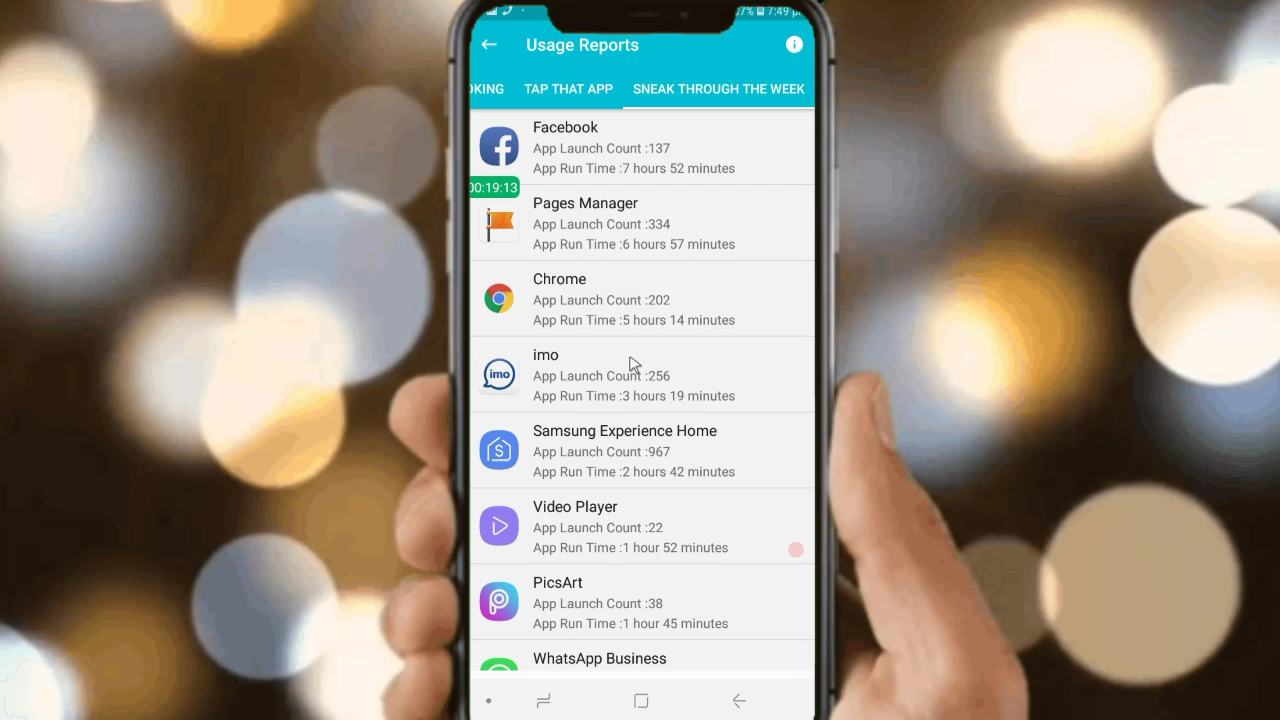 7% 7:49 p
Usage Reports
OKING TAP THAT APP SNEAK THROUGH THE WEEK
Facebook
App Launch Count :137
App Run Time :7 hours 52 minutes
00:19:13
Pages Manager
App Launch Count :334
App Run Time :6 hours 57 minutes
Chrome
App Launch Count :202
App Run Time :5 hours 14 minutes
imo
imo
App Launch Count :256
App Run Time :3 hours 19 minutes
Samsung Experience Home
App Launch Count :967
App Run Time :2 hours 42 minutes
Video Player
App Launch Count :22
App Run Time :1 hour 52 minutes
PicsArt
App Launch Count :38
App Run Time :1 hour 45 minutes
WhatsApp Business